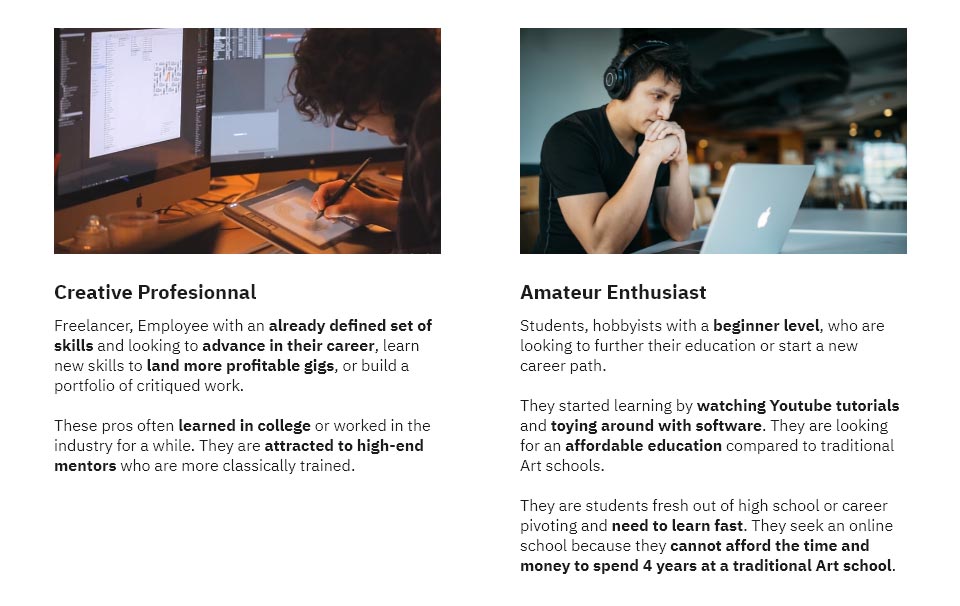 Creative Profesionnal
Freelancer, Employee with an already defined set of
skills and looking to advance in their career, learn
new skills to land more profitable gigs, or build a
portfolio of critiqued work.
These pros often learned in college or worked in the
industry for a while. They are attracted to high-end
mentors who are more classically trained.
Amateur Enthusiast
Students, hobbyists with a beginner level, who are
looking to further their education or start a new
career path.
They started learning by watching Youtube tutorials
and toying around with software. They are looking
for an affordable education compared to traditional
Art schools.
They are students fresh out of high school or career
pivoting and need to learn fast. They seek an online
school because they cannot afford the time and
money to spend 4 years at a traditional Art school.